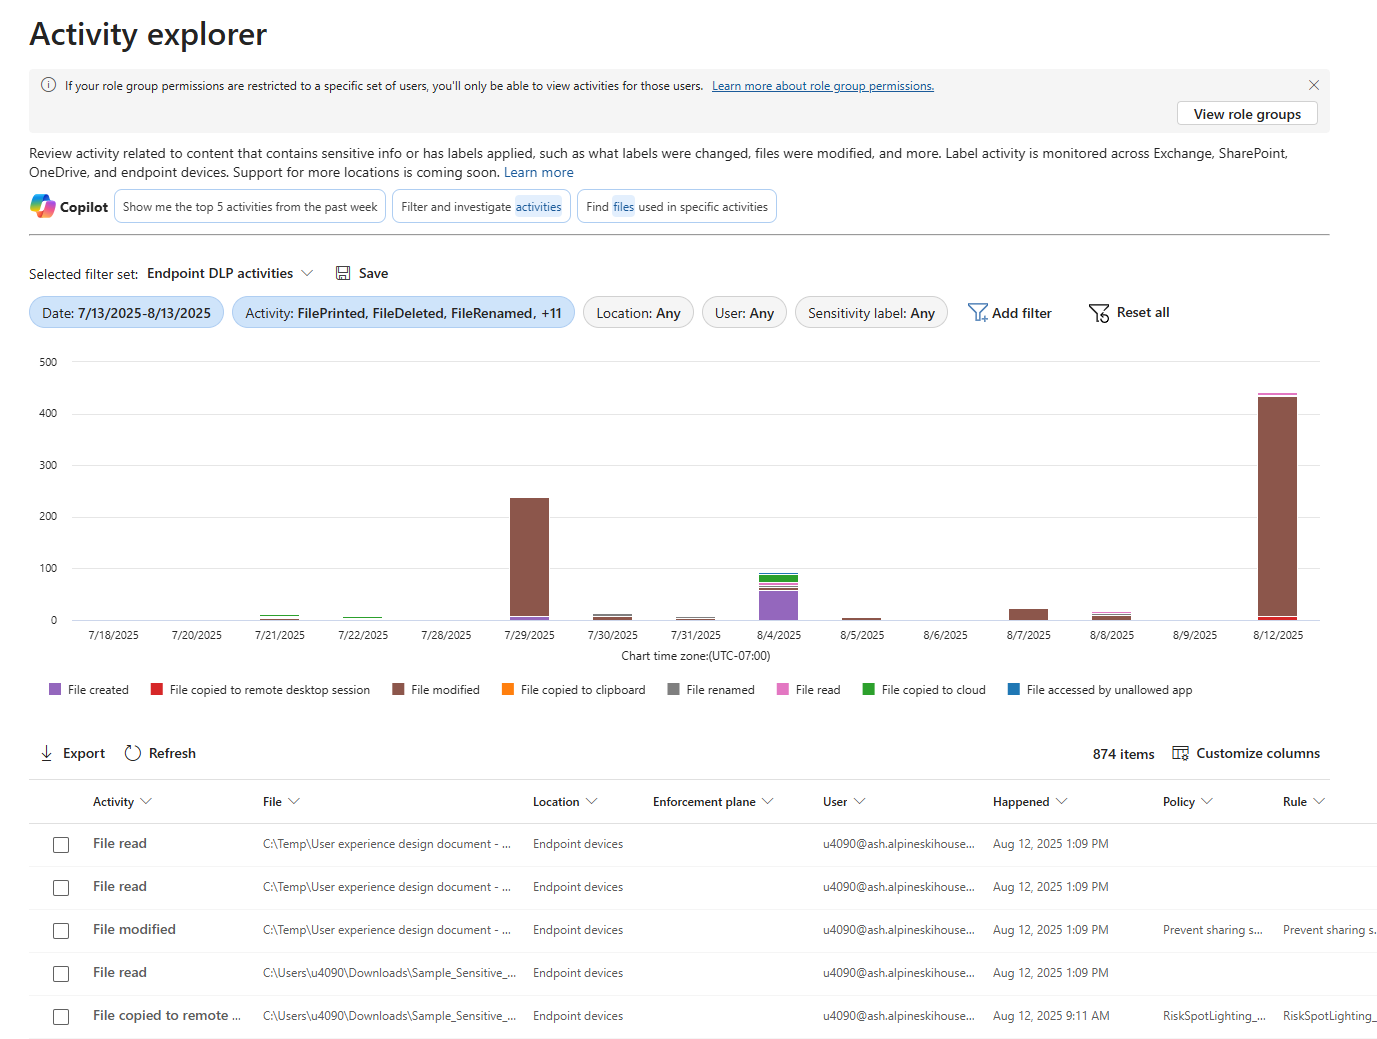 Activity explorer
If your role group permissions are restricted to a specific set of users, you'll only be able to view activities for those users. Learn more about role group permissions.
View role groups
Review activity related to content that contains sensitive info or has labels applied, such as what labels were changed, files were modified, and more. Label activity is monitored across Exchange, SharePoint,
OneDrive, and endpoint devices. Support for more locations is coming soon. Learn more
Copilot Show me the top 5 activities from the past week Filter and investigate activities Find files used in specific activities
Selected filter set: Endpoint DLP activities Save
Date: 7/13/2025-8/13/2025 Activity: FilePrinted, FileDeleted, FileRenamed, +11 Location: Any User: Any Sensitivity label: Any Add filter Reset all
500
400
300
200
100
0
7/18/2025 7/20/2025 7/21/2025 7/22/2025 7/28/2025 7/29/2025 7/30/2025 7/31/2025 8/4/2025 8/5/2025 8/6/2025 8/7/2025 8/8/2025 8/9/2025 8/12/2025
Chart time zone:(UTC-07:00)
File created File copied to remote desktop session File modified File copied to clipboard File renamed File read File copied to cloud File accessed by unallowed app
Export Refresh 874 items Customize columns
Activity File Location Enforcement plane User Happened Policy Rule
File read C:\Temp\User experience design document - ... Endpoint devices u4090@ash.alpineskihouse... Aug 12, 2025 1:09 PM
File read C:\Temp\User experience design document - ... Endpoint devices u4090@ash.alpineskihouse... Aug 12, 2025 1:09 PM
File modified C:\Temp\User experience design document - ... Endpoint devices u4090@ash.alpineskihouse... Aug 12, 2025 1:09 PM Prevent sharing s... Prevent sharing s.
File read C:\Users\u4090\Downloads\Sample_Sensitive_... Endpoint devices u4090@ash.alpineskihouse... Aug 12, 2025 1:09 PM
File copied to remote ... C:\Users\u4090\Downloads\Sample_Sensitive_... Endpoint devices u4090@ash.alpineskihouse... Aug 12, 2025 9:11 AM RiskSpotLighting_... RiskSpotLighting_